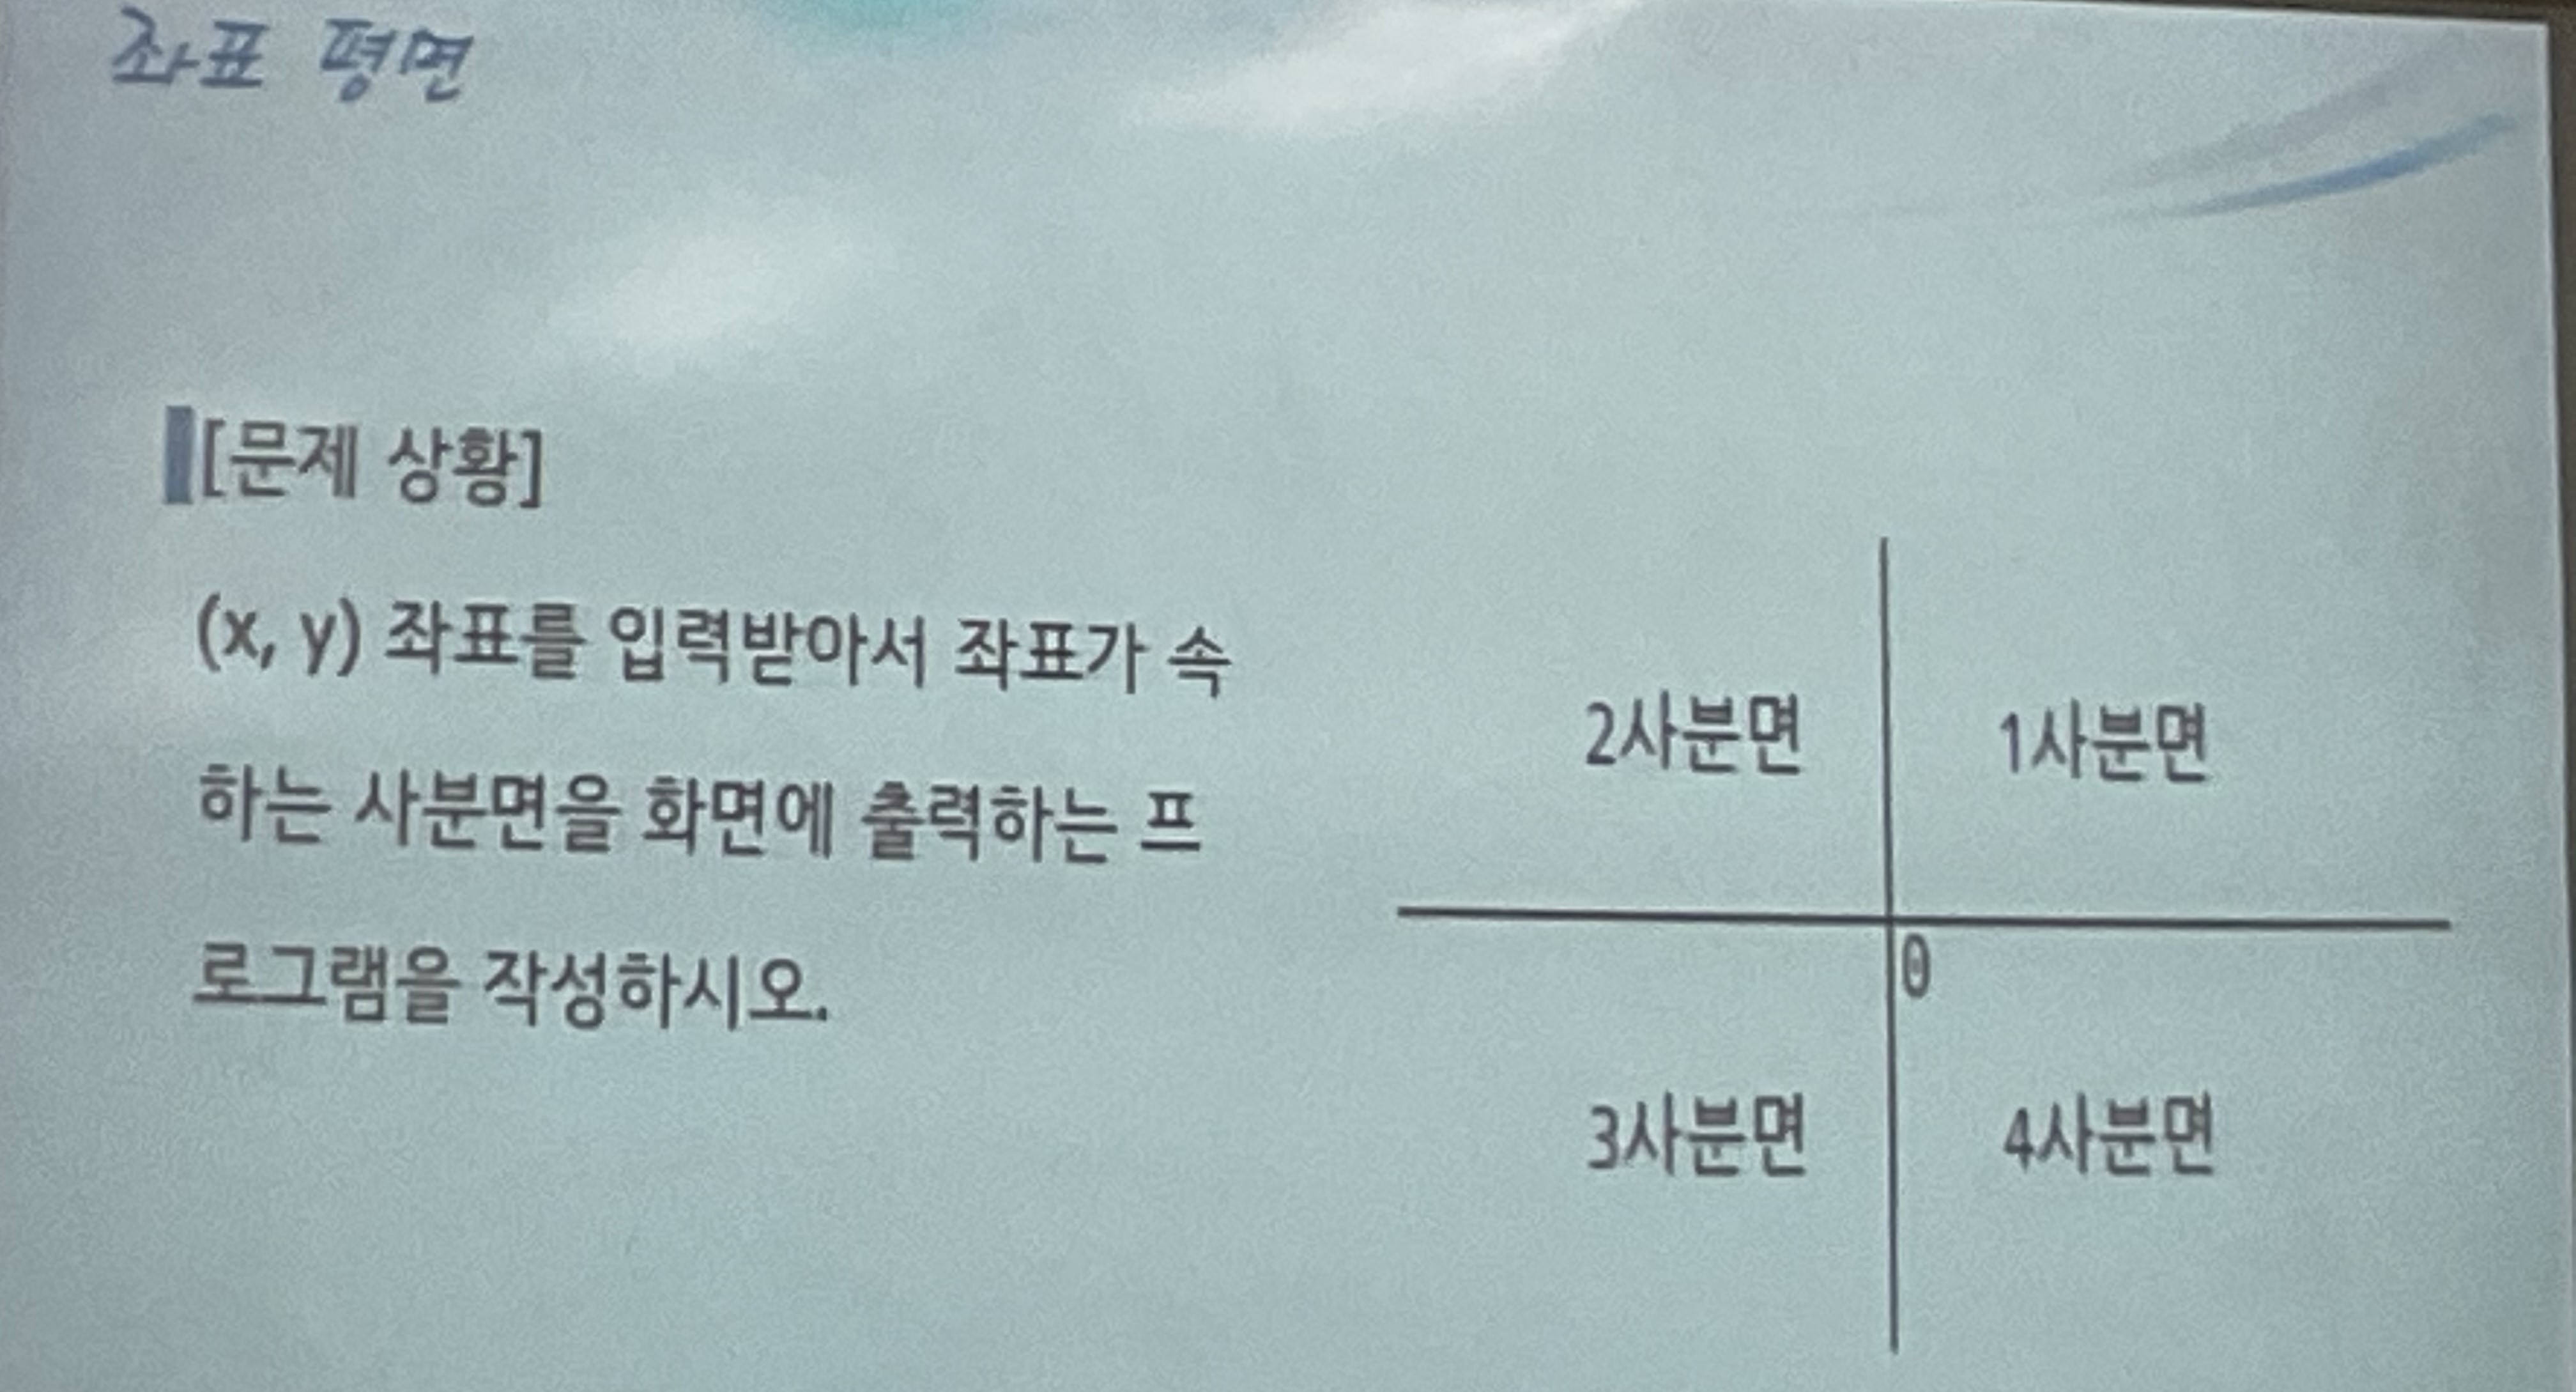 좌표 평면
[문제 상황]
(x, y) 좌표를 입력받아서 좌표가 속
하는 사분면을 화면에 출력하는 프
로그램을 작성하시오.
2사분면 1사분면
0
3사분면 4사분면